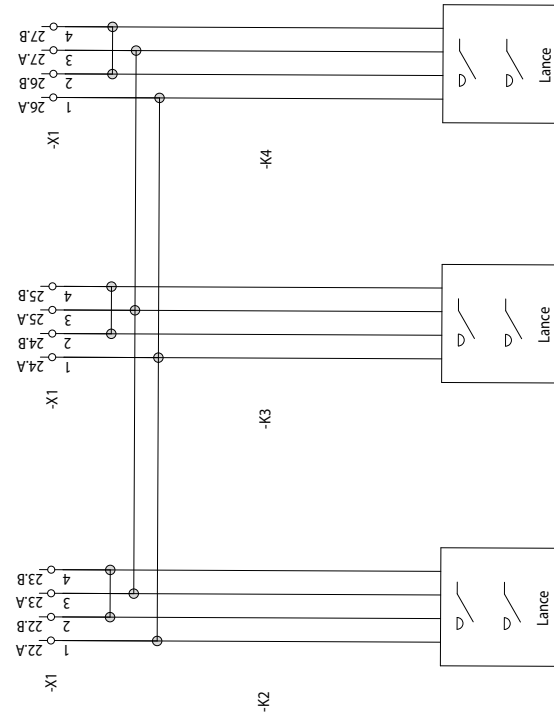 27.B 4
27.A 3
26.B 2
26.A 1
-X1
-K4
Lance
25.B 4
25.A 3
24.B 2
24.A 1
-X1
-K3
Lance
23.B 4
23.A 3
22.B 2
22.A 1
-X1
-K2
Lance